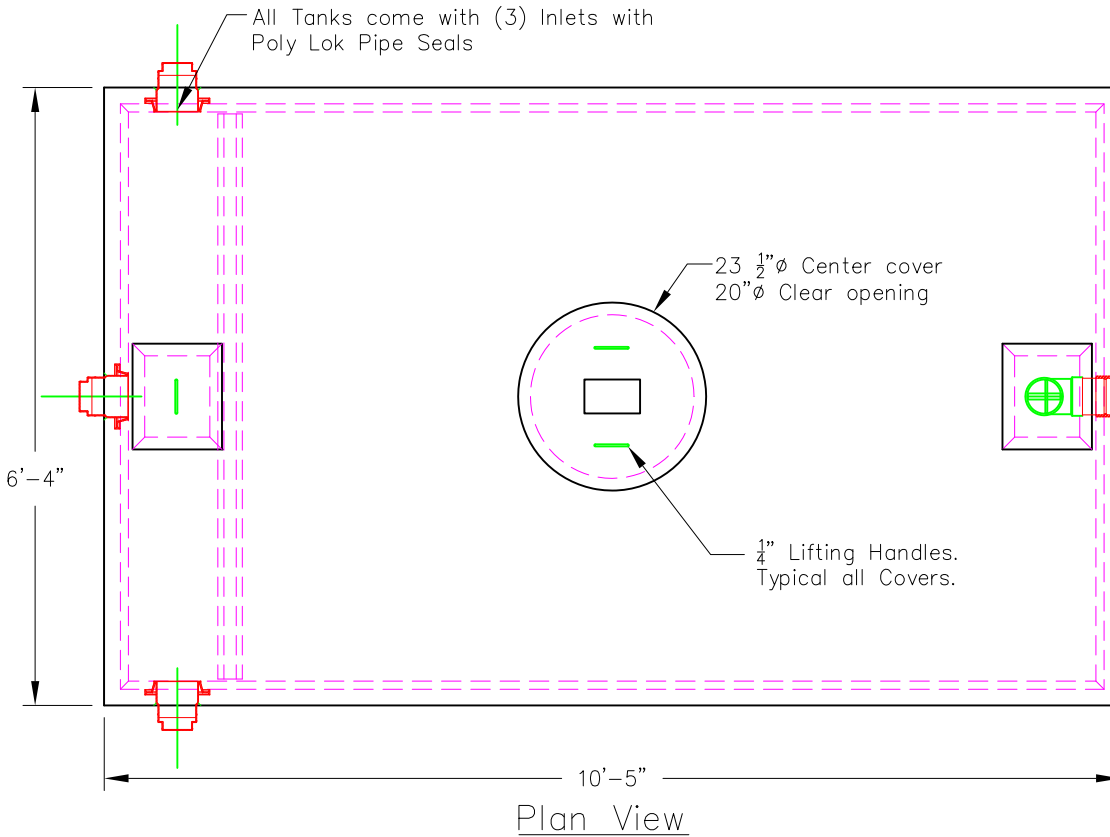 All Tanks come with (3) Inlets with
Poly Lok Pipe Seals
23 1/2"Ø Center cover
20"Ø Clear opening
6'-4"
1/4" Lifting Handles.
Typical all Covers.
10'-5"
Plan View